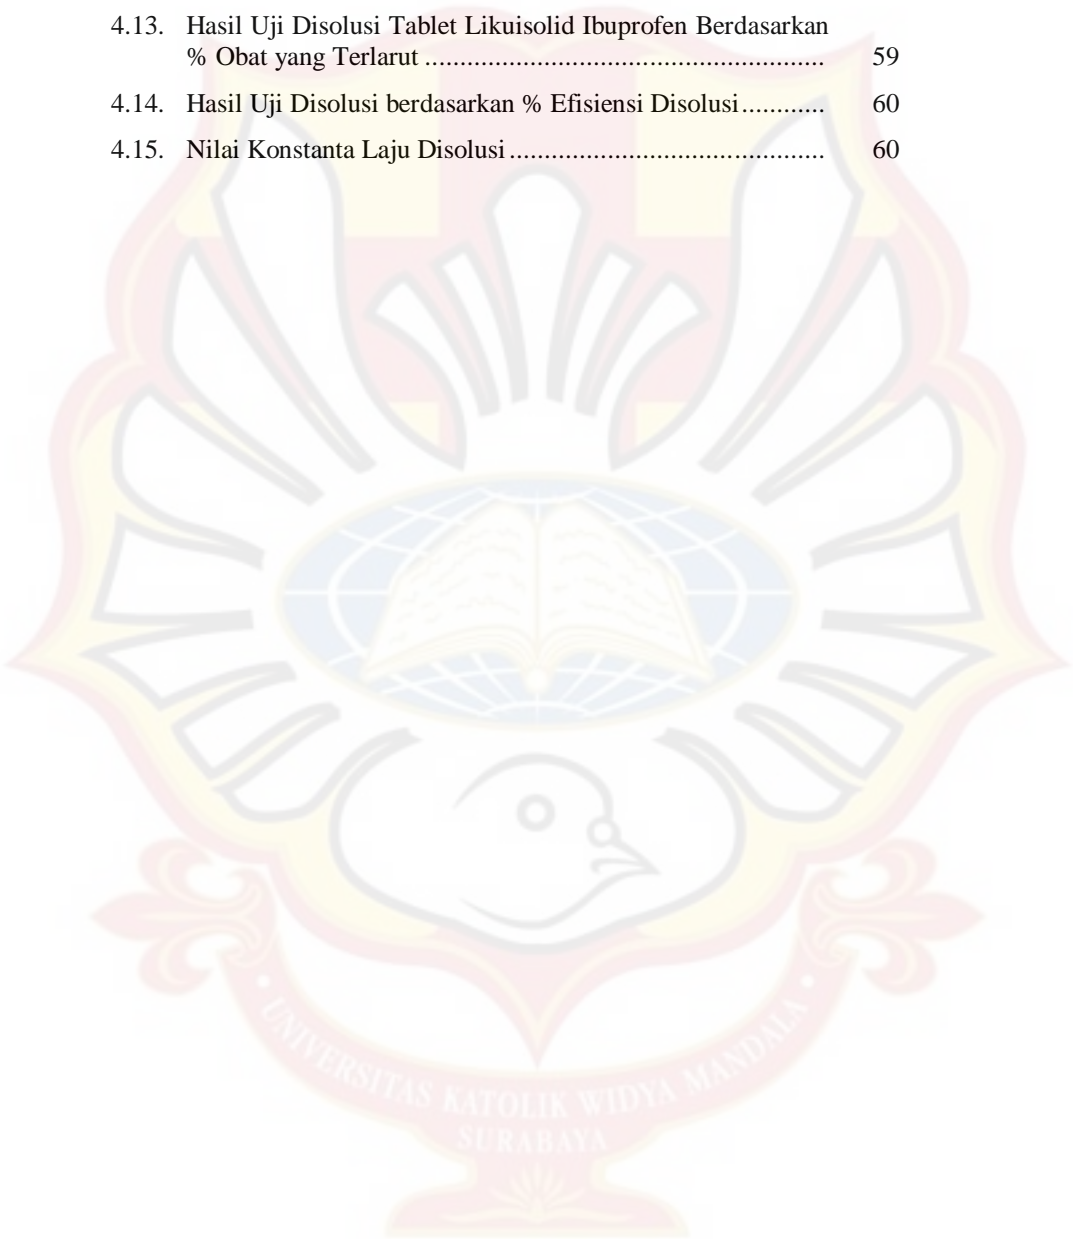 4.13. Hasil Uji Disolusi Tablet Likuisolid Ibuprofen Berdasarkan
% Obat yang Terlarut ......................................................... 59
4.14. Hasil Uji Disolusi berdasarkan % Efisiensi Disolusi............ 60
4.15. Nilai Konstanta Laju Disolusi ............................................. 60
• UNIVERSITAS KATOLIK WIDYA MANDALA •
SURABAYA